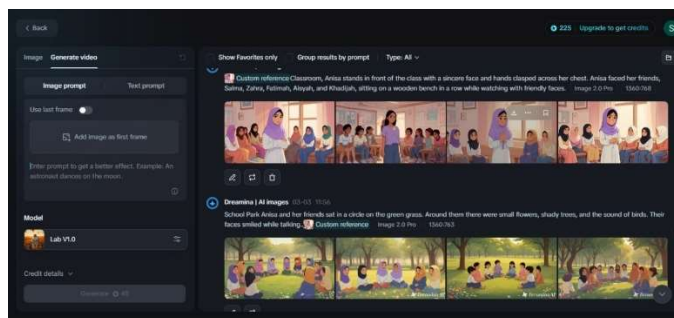 Back
225 Upgrade to get credits
Image Generate video
Show Favorites only Group results by prompt Type: All
Image prompt Text prompt
Use last frame
Add image as first frame
Enter prompt to get a better effect. Example: An
astronaut dances on the moon.
Model
Lab V1.0
Credit details
Generate
Custom reference Classroom, Anisa stands in front of the class with a sincere face and hands clasped across her chest. Anisa faced her friends,
Salma, Zahra, Fatimah, Aisyah, and Khadijah, sitting on a wooden bench in a row while watching with friendly faces. Image 2.0 Pro 1360:768
Dreamina | AI images 03-03 11:56
School Park Anisa and her friends sat in a circle on the green grass. Around them there were small flowers, shady trees, and the sound of birds. Their
faces smiled while talking. Custom reference Image 2.0 Pro 1360:763